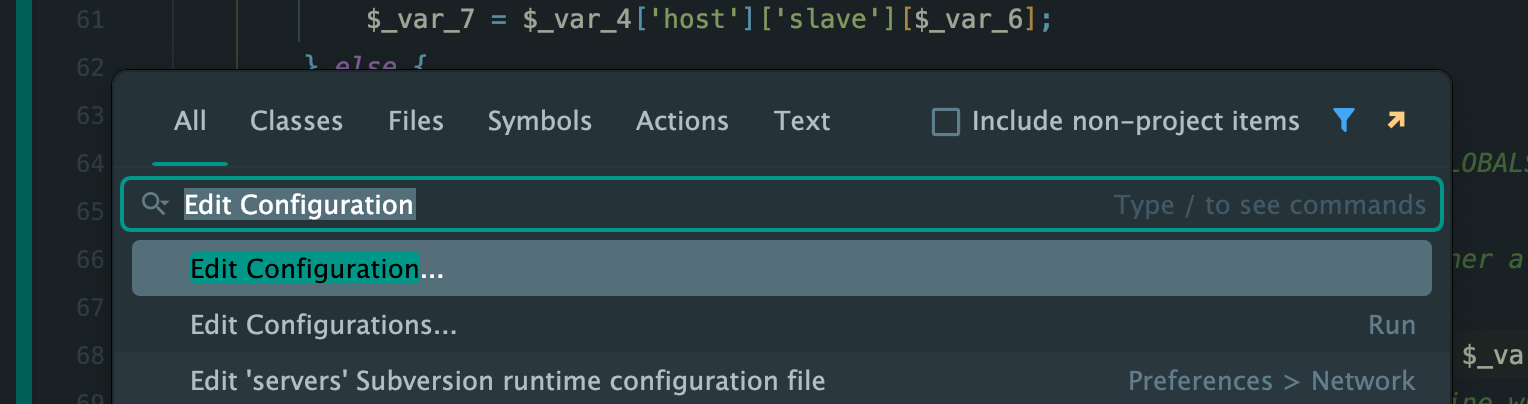 61 $_var_7 = $_var_4['host']['slave'][$_var_6];
62 } else {
All Classes Files Symbols Actions Text Include non-project items
63
64 LOBALS
Edit Configuration Type / to see commands
65
66 ner a
Edit Configuration...
67
Edit Configurations... Run
68 $_va
Edit 'servers' Subversion runtime configuration file Preferences > Network
69